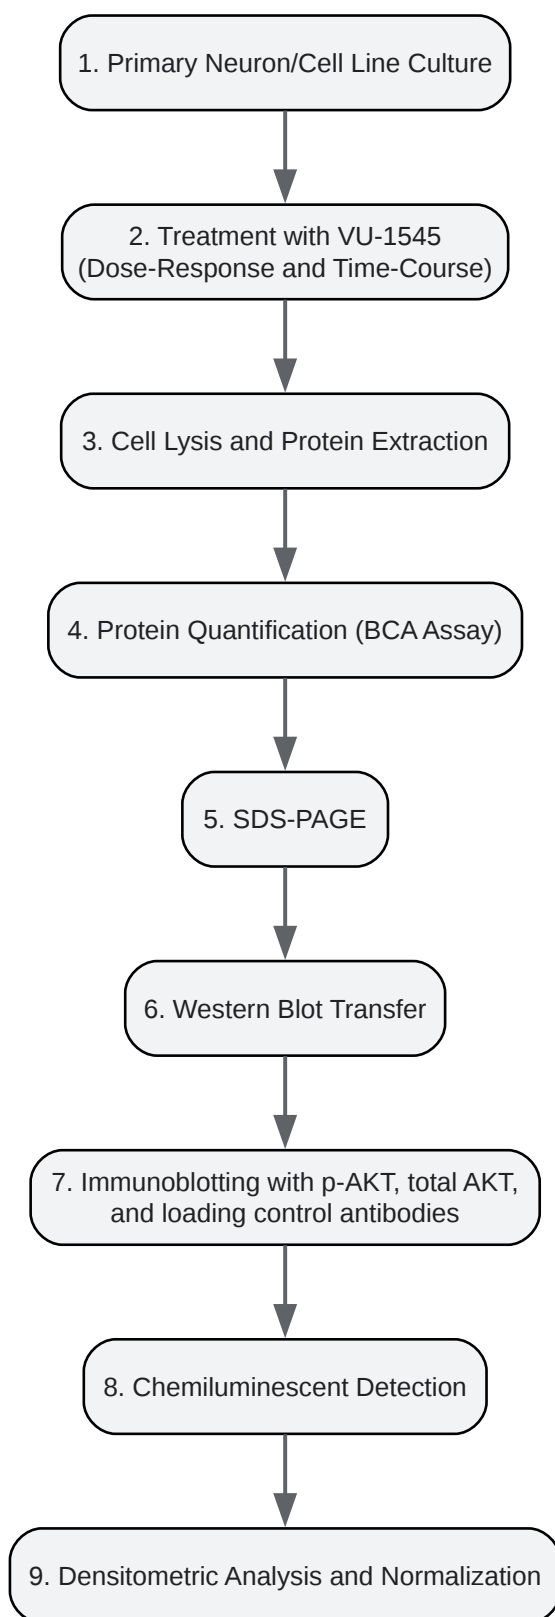 1. Primary Neuron/Cell Line Culture
2. Treatment with VU-1545
(Dose-Response and Time-Course)
3. Cell Lysis and Protein Extraction
4. Protein Quantification (BCA Assay)
5. SDS-PAGE
6. Western Blot Transfer
7. Immunoblotting with p-AKT, total AKT,
and loading control antibodies
8. Chemiluminescent Detection
9. Densitometric Analysis and Normalization